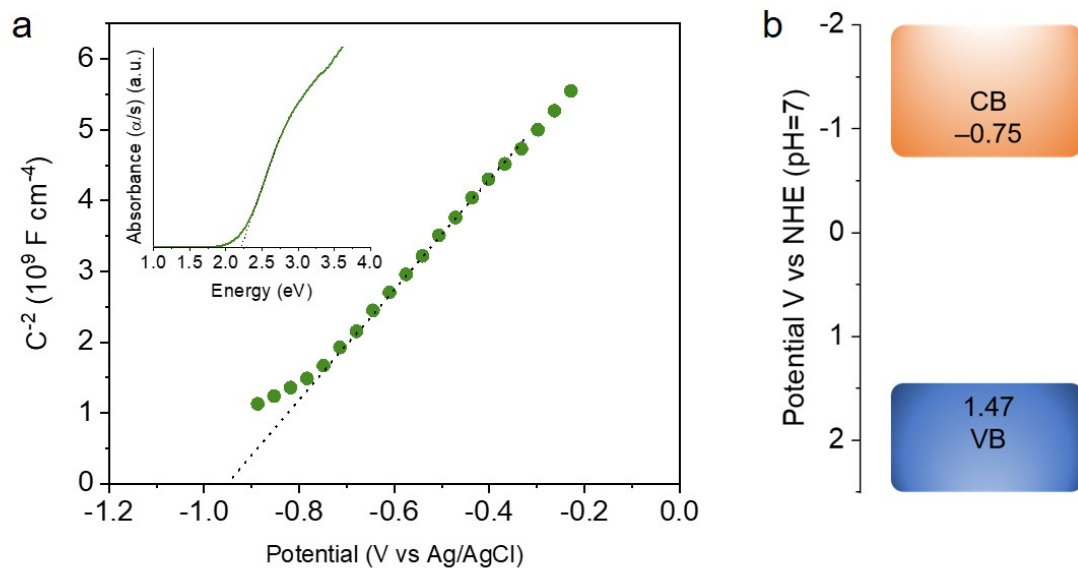 a
C⁻² (10⁹ F cm⁻⁴)
6
5
4
3
2
1
0
-1.2 -1.0 -0.8 -0.6 -0.4 -0.2 0.0
Potential (V vs Ag/AgCl)
Absorbance (α/s) (a.u.)
1.0 1.5 2.0 2.5 3.0 3.5 4.0
Energy (eV)
b
Potential V vs NHE (pH=7)
-2
-1
0
1
2
CB
–0.75
1.47
VB